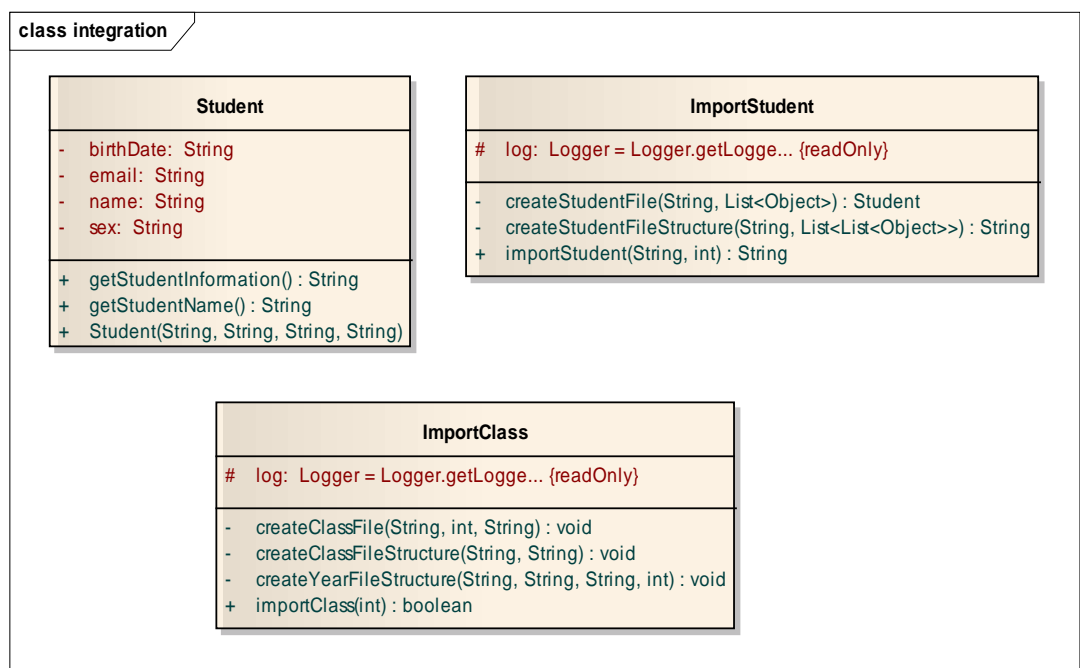 class integration
Student
- birthDate: String
- email: String
- name: String
- sex: String
+ getStudentInformation() : String
+ getStudentName() : String
+ Student(String, String, String, String)
ImportStudent
# log: Logger = Logger.getLogge... {readOnly}
- createStudentFile(String, List<Object>) : Student
- createStudentFileStructure(String, List<List<Object>>) : String
+ importStudent(String, int) : String
ImportClass
# log: Logger = Logger.getLogge... {readOnly}
- createClassFile(String, int, String) : void
- createClassFileStructure(String, String) : void
- createYearFileStructure(String, String, String, int) : void
+ importClass(int) : boolean